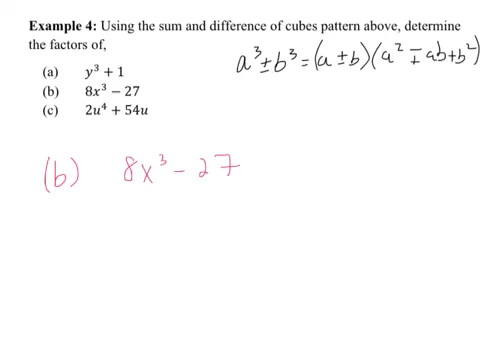 Example 4: Using the sum and difference of cubes pattern above, determine
the factors of,
a³ ± b³ = (a ± b)(a² ∓ ab + b²)
(a) y³ + 1
(b) 8x³ − 27
(c) 2u⁴ + 54u
(b) 8x³ − 27